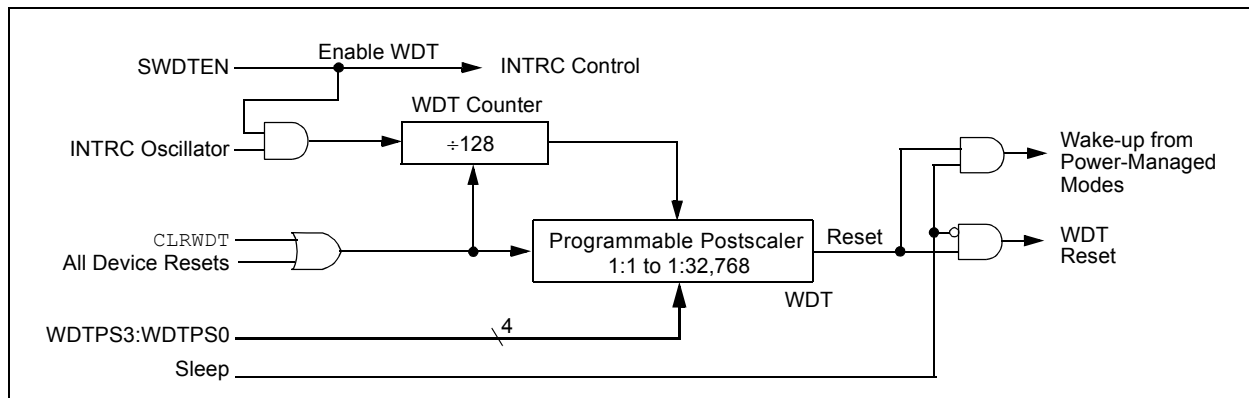 Enable WDT
SWDTEN
INTRC Control
WDT Counter
INTRC Oscillator
÷128
Wake-up from
Power-Managed
Modes
CLRWDT
All Device Resets
Programmable Postscaler
1:1 to 1:32,768
Reset
WDT
Reset
WDT
WDTPS3:WDTPS0
4
Sleep